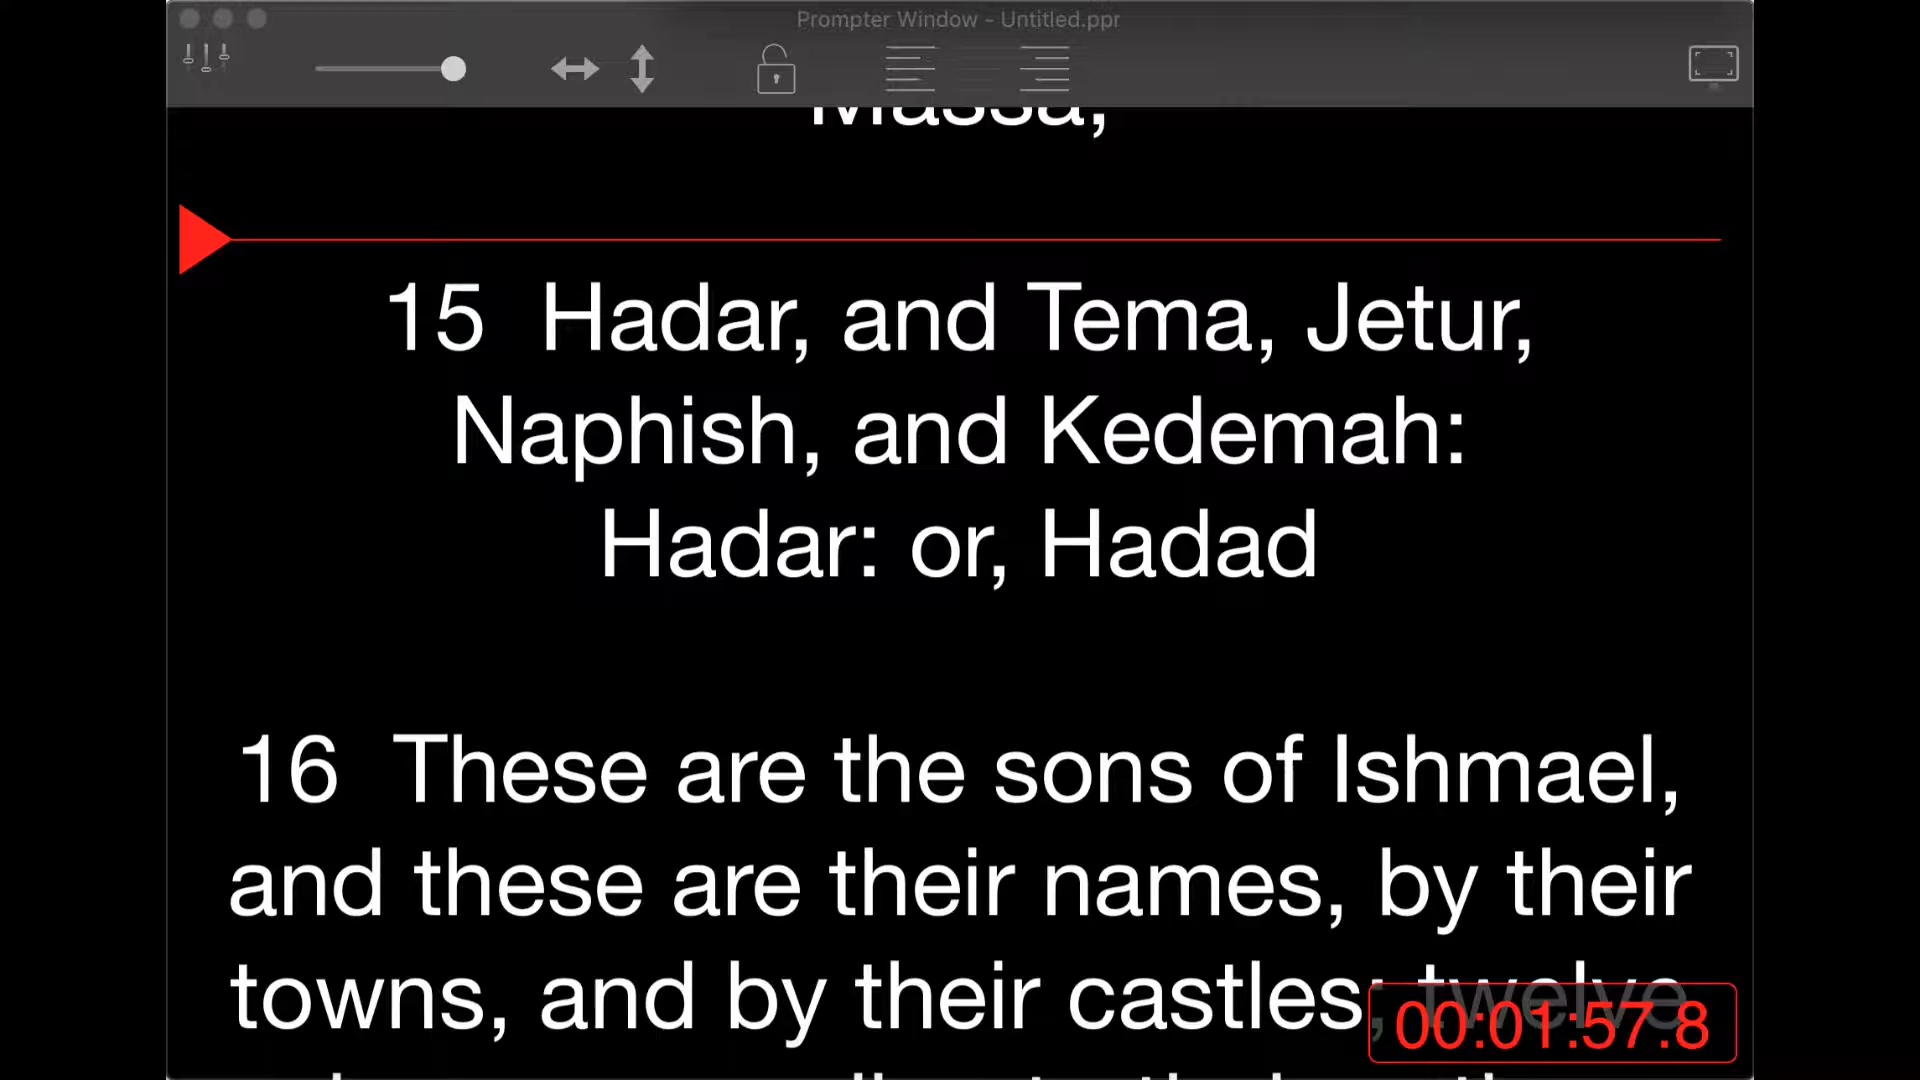 Prompter Window - Untitled.ppr
Massa,
15 Hadar, and Tema, Jetur,
Naphish, and Kedemah:
Hadar: or, Hadad
16 These are the sons of Ishmael,
and these are their names, by their
towns, and by their castles; twelve
00:01:57.8